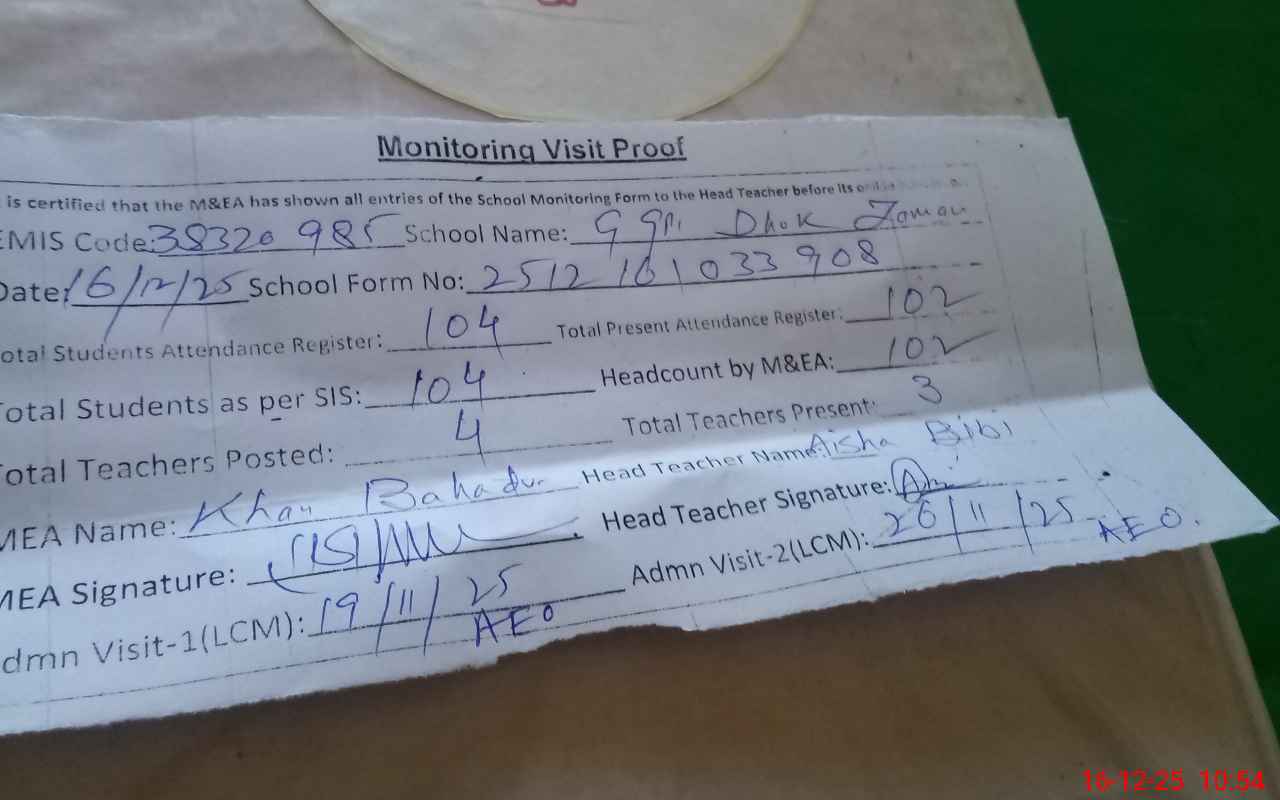 Monitoring Visit Proof
is certified that the M&EA has shown all entries of the School Monitoring Form to the Head Teacher before its
EMIS Code: 38320 985 School Name: G GPS Dhok Zaman
Date: 16/12/25 School Form No: 2512 161033908
otal Students Attendance Register: 104 Total Present Attendance Register: 102
Total Students as per SIS: 104 Headcount by M&EA: 102
Total Teachers Posted: 4 Total Teachers Present: 3
MEA Name: Khan Bahadur Head Teacher Name: Aisha Bibi
MEA Signature: Head Teacher Signature:
dmn Visit-1(LCM): 19/11/25 AEO Admn Visit-2(LCM): 26/11/25 AEO.
16-12-25 10:54